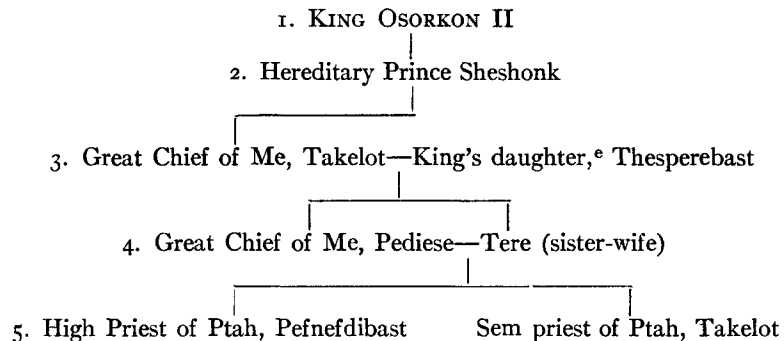 1. KING OSORKON II
2. Hereditary Prince Sheshonk
3. Great Chief of Me, Takelot—King's daughter,ᵉ Thesperebast
4. Great Chief of Me, Pediese—Tere (sister-wife)
5. High Priest of Ptah, Pefnefdibast Sem priest of Ptah, Takelot